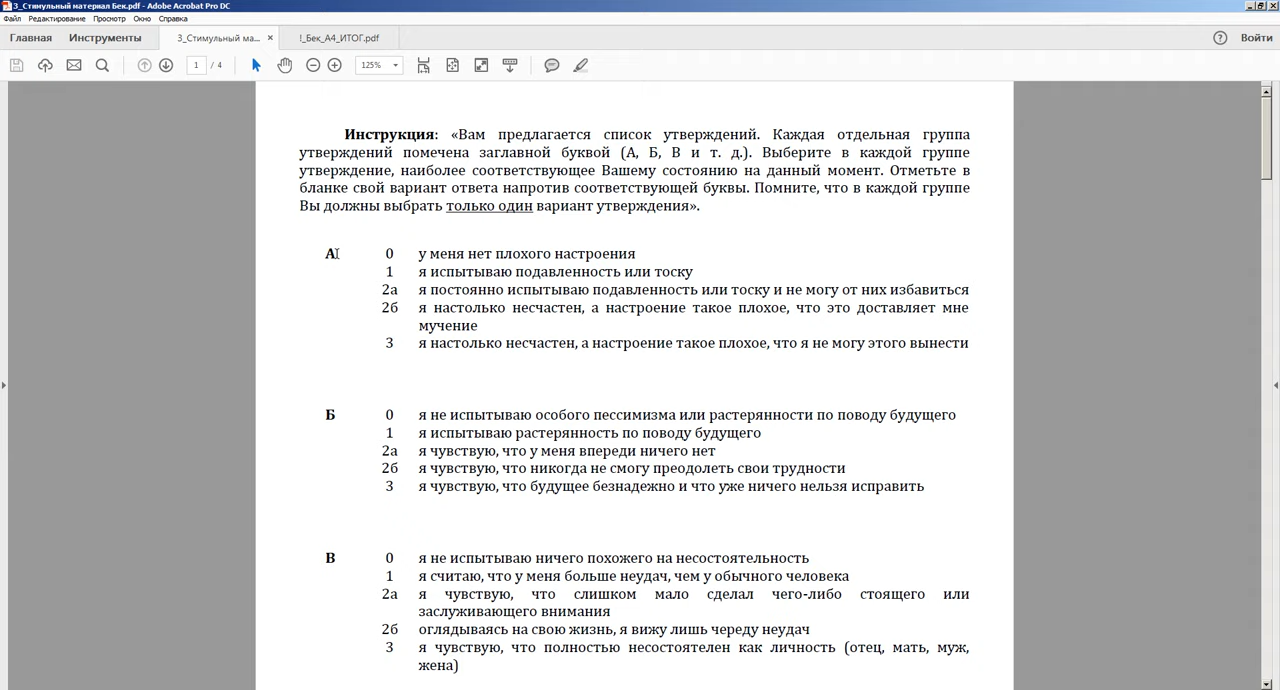 3_Стимульный материал Бек.pdf - Adobe Acrobat Pro DC
Файл Редактирование Просмотр Окно Справка
Главная Инструменты 3_Стимульный ма... × !_Бек_А4_ИТОГ.pdf Войти
1 / 4 125%
Инструкция: «Вам предлагается список утверждений. Каждая отдельная группа
утверждений помечена заглавной буквой (А, Б, В и т. д.). Выберите в каждой группе
утверждение, наиболее соответствующее Вашему состоянию на данный момент. Отметьте в
бланке свой вариант ответа напротив соответствующей буквы. Помните, что в каждой группе
Вы должны выбрать только один вариант утверждения».
А 0 у меня нет плохого настроения
1 я испытываю подавленность или тоску
2а я постоянно испытываю подавленность или тоску и не могу от них избавиться
2б я настолько несчастен, а настроение такое плохое, что это доставляет мне
мучение
3 я настолько несчастен, а настроение такое плохое, что я не могу этого вынести
Б 0 я не испытываю особого пессимизма или растерянности по поводу будущего
1 я испытываю растерянность по поводу будущего
2а я чувствую, что у меня впереди ничего нет
2б я чувствую, что никогда не смогу преодолеть свои трудности
3 я чувствую, что будущее безнадежно и что уже ничего нельзя исправить
В 0 я не испытываю ничего похожего на несостоятельность
1 я считаю, что у меня больше неудач, чем у обычного человека
2а я чувствую, что слишком мало сделал чего-либо стоящего или
заслуживающего внимания
2б оглядываясь на свою жизнь, я вижу лишь череду неудач
3 я чувствую, что полностью несостоятелен как личность (отец, мать, муж,
жена)